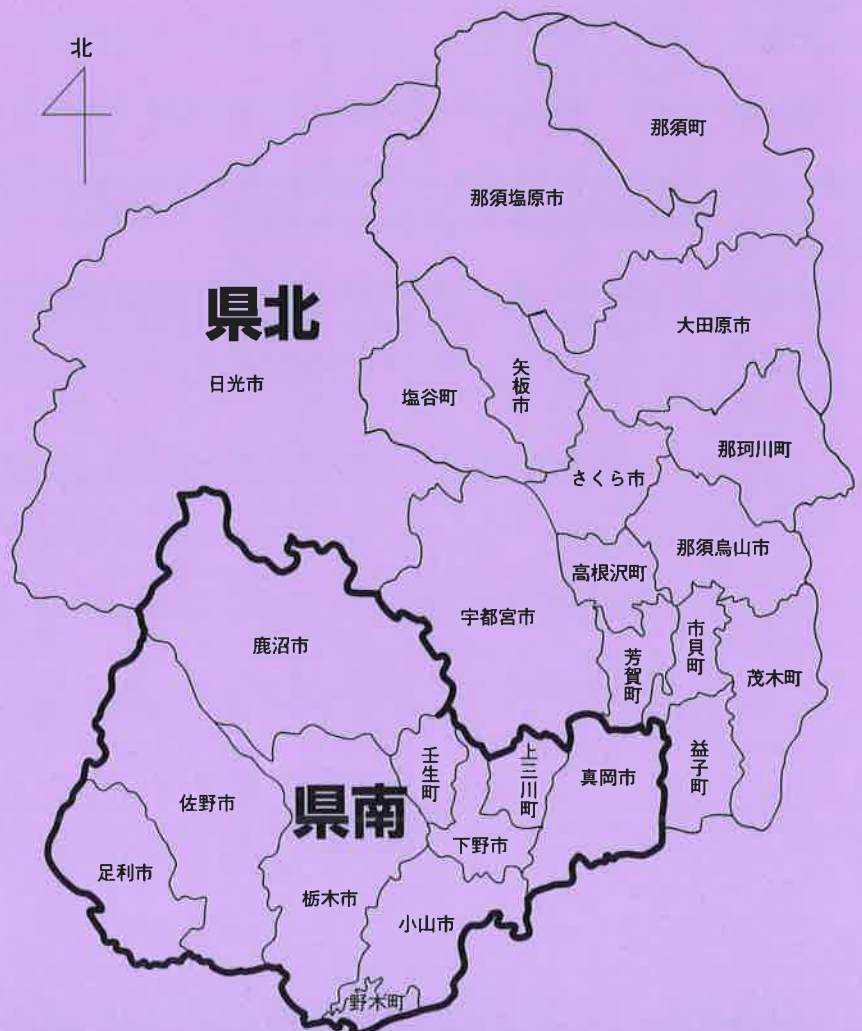 北
那須町
那須塩原市
県北
大田原市
日光市
塩谷町
矢板市
那珂川町
さくら市
那須烏山市
高根沢町
宇都宮市
鹿沼市
芳賀町
市貝町
茂木町
益子町
壬生町
上三川町
真岡市
佐野市
県南
下野市
足利市
栃木市
小山市
野木町